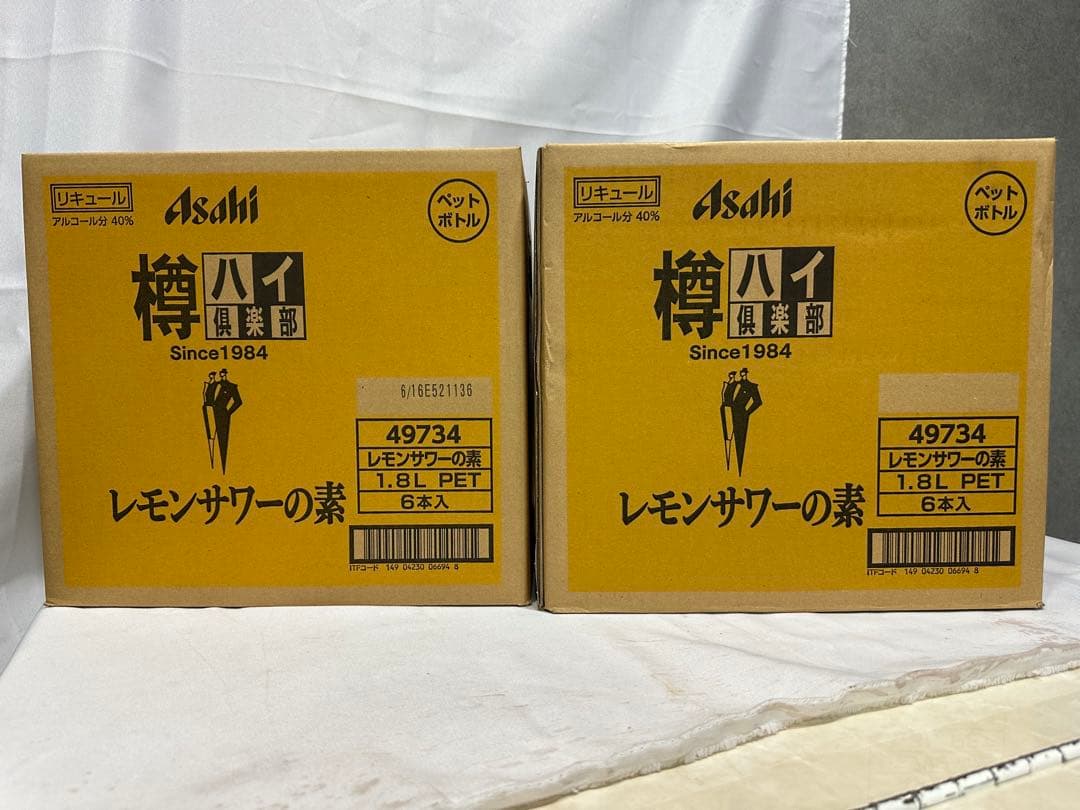 リキュール
アルコール分 40%
Asahi
ペット
ボトル
樽ハイ
倶楽部
Since1984
6/16E521136
49734
レモンサワーの素
1.8L PET
6本入
レモンサワーの素
ITFコード 149 04230 06694 8
リキュール
アルコール分 40%
Asahi
ペット
ボトル
樽ハイ
倶楽部
Since1984
49734
レモンサワーの素
1.8L PET
6本入
レモンサワーの素
ITFコード 149 04230 06694 8